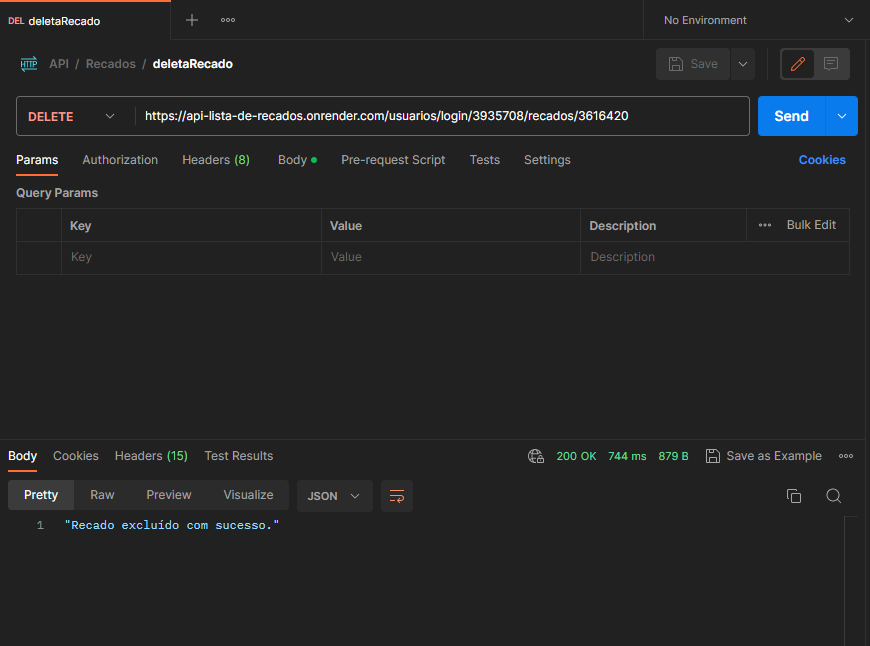 DEL deletaRecado
No Environment
HTTP API / Recados / deletaRecado
Save
DELETE https://api-lista-de-recados.onrender.com/usuarios/login/3935708/recados/3616420 Send
Params Authorization Headers (8) Body Pre-request Script Tests Settings Cookies
Query Params
Key Value Description Bulk Edit
Key Value Description
Body Cookies Headers (15) Test Results 200 OK 744 ms 879 B Save as Example
Pretty Raw Preview Visualize JSON
1 "Recado excluído com sucesso."